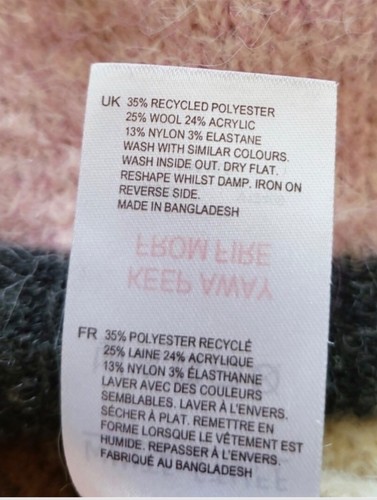 UK 35% RECYCLED POLYESTER
25% WOOL 24% ACRYLIC
13% NYLON 3% ELASTANE
WASH WITH SIMILAR COLOURS.
WASH INSIDE OUT. DRY FLAT.
RESHAPE WHILST DAMP. IRON ON
REVERSE SIDE.
MADE IN BANGLADESH
KEEP AWAY
FROM FIRE
FR 35% POLYESTER RECYCLÉ
25% LAINE 24% ACRYLIQUE
13% NYLON 3% ÉLASTHANNE
LAVER AVEC DES COULEURS
SEMBLABLES. LAVER À L'ENVERS.
SÉCHER À PLAT. REMETTRE EN
FORME LORSQUE LE VÊTEMENT EST
HUMIDE. REPASSER À L'ENVERS.
FABRIQUÉ AU BANGLADESH